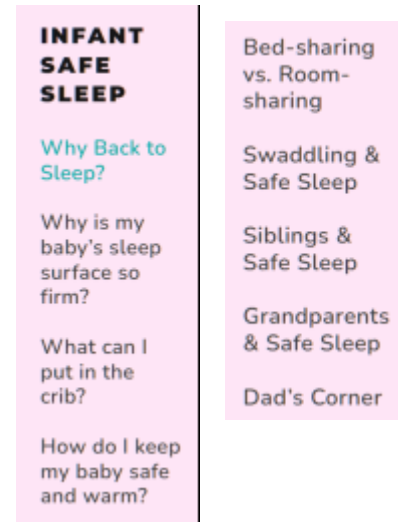 INFANT
SAFE
SLEEP
Why Back to
Sleep?
Why is my
baby's sleep
surface so
firm?
What can I
put in the
crib?
How do I keep
my baby safe
and warm?
Bed-sharing
vs. Room-
sharing
Swaddling &
Safe Sleep
Siblings &
Safe Sleep
Grandparents
& Safe Sleep
Dad's Corner